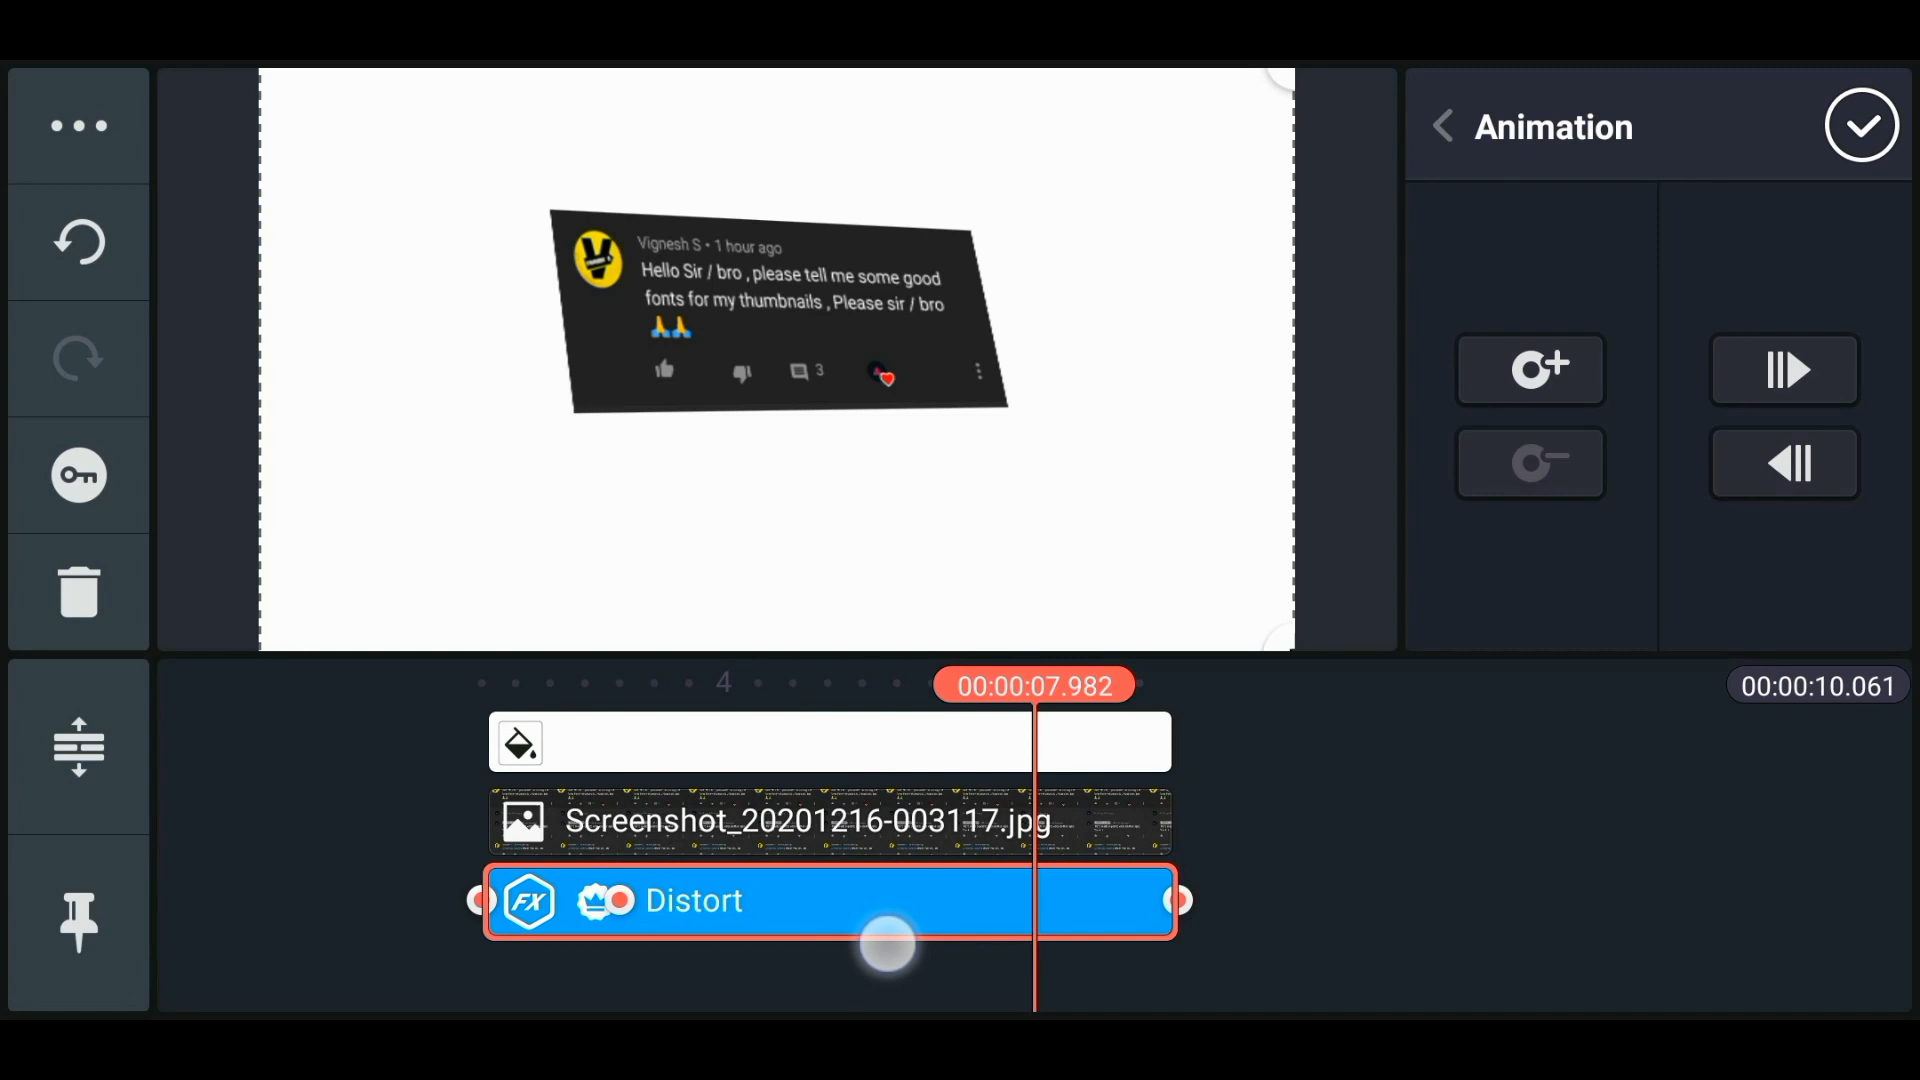 Animation
Vignesh S • 1 hour ago
Hello Sir / bro , please tell me some good
fonts for my thumbnails , Please sir / bro
🙏🙏
3
4
00:00:07.982
00:00:10.061
Screenshot_20201216-003117.jpg
FX
Distort